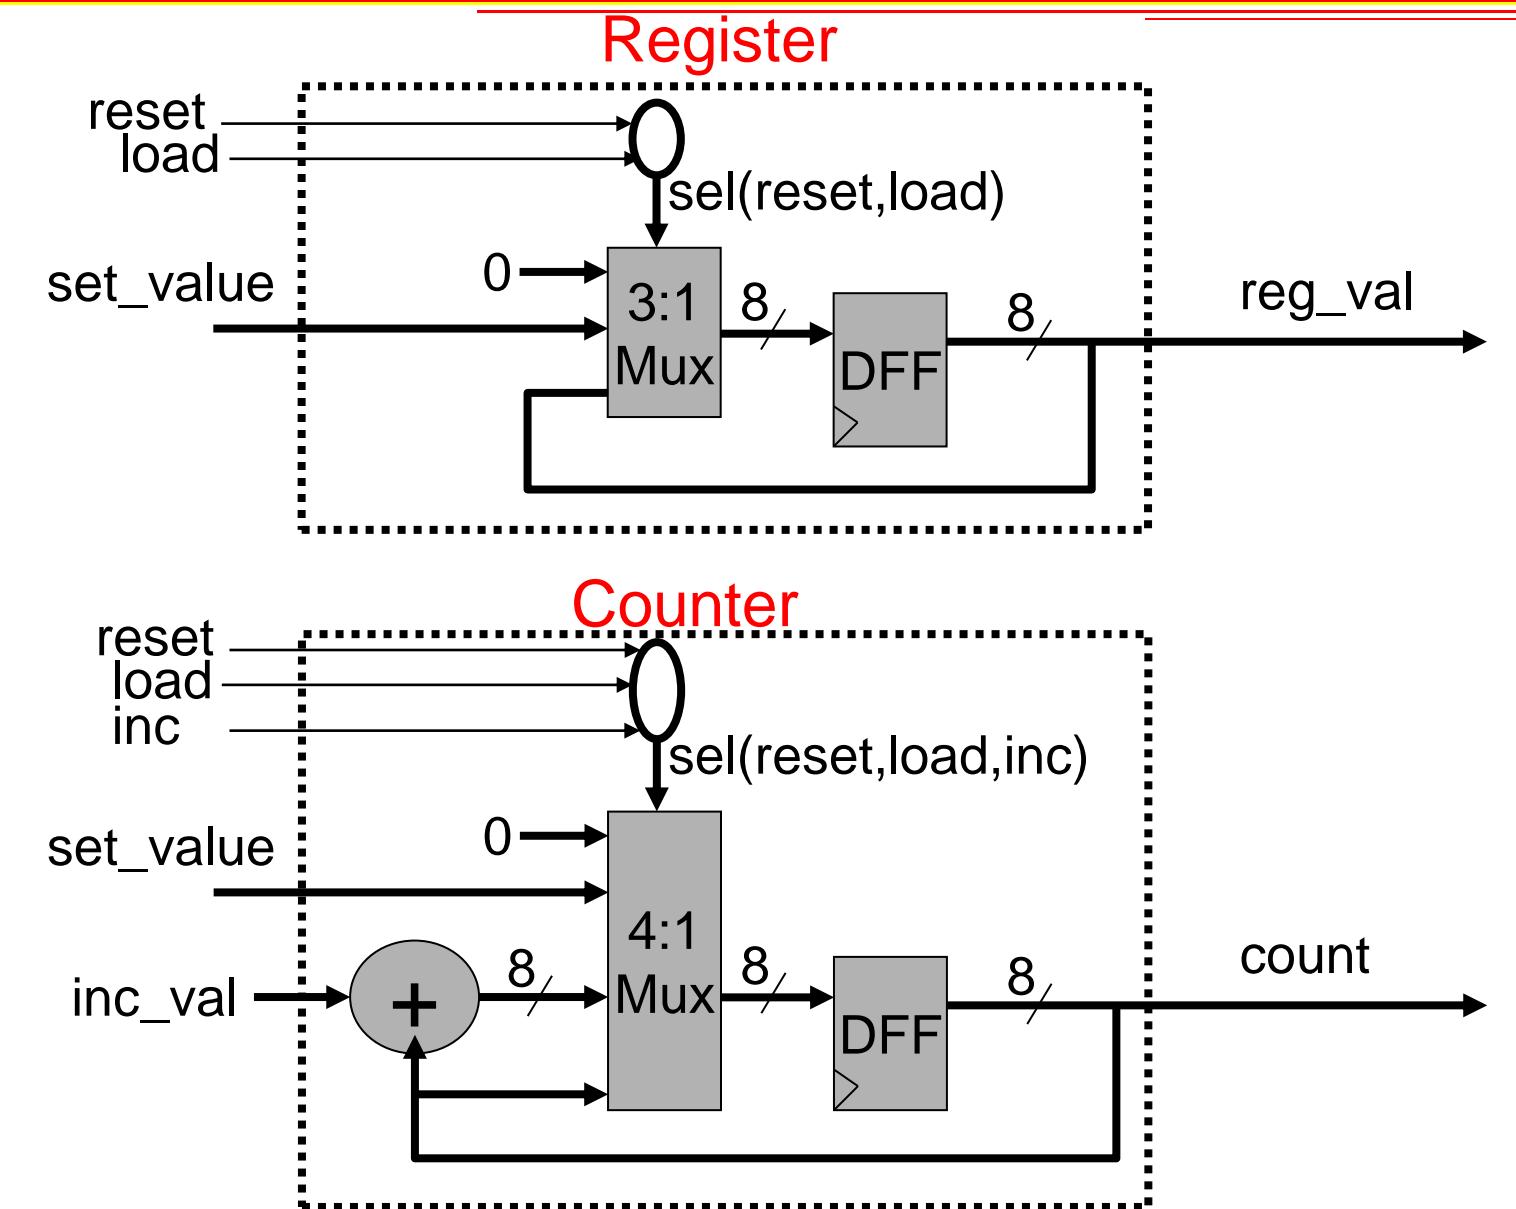 Register
reset
load
sel(reset,load)
set_value
0
3:1
Mux
8
DFF
8
reg_val
Counter
reset
load
inc
sel(reset,load,inc)
set_value
0
inc_val
+
8
4:1
Mux
8
DFF
8
count